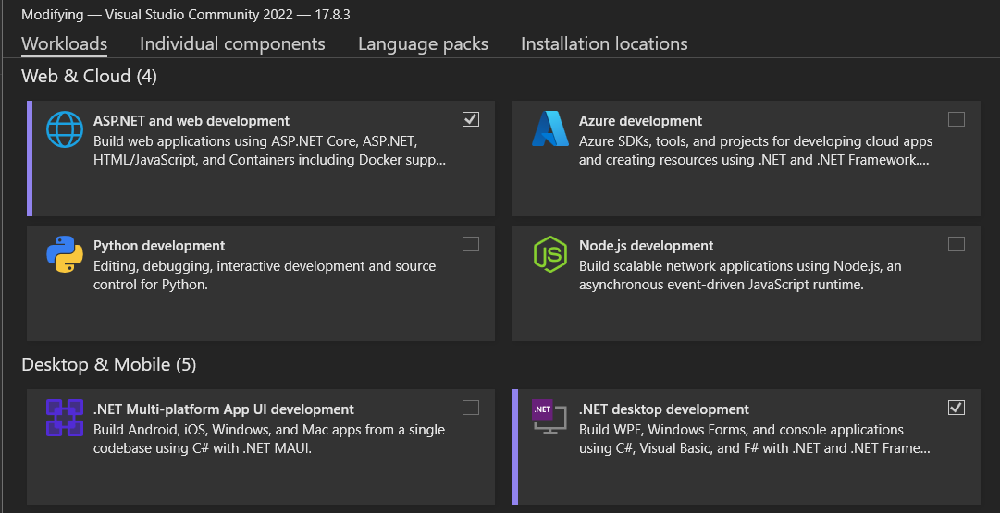 Modifying — Visual Studio Community 2022 — 17.8.3
Workloads Individual components Language packs Installation locations
Web & Cloud (4)
ASP.NET and web development
Build web applications using ASP.NET Core, ASP.NET,
HTML/JavaScript, and Containers including Docker supp...
Azure development
Azure SDKs, tools, and projects for developing cloud apps
and creating resources using .NET and .NET Framework....
Python development
Editing, debugging, interactive development and source
control for Python.
JS
Node.js development
Build scalable network applications using Node.js, an
asynchronous event-driven JavaScript runtime.
Desktop & Mobile (5)
.NET Multi-platform App UI development
Build Android, iOS, Windows, and Mac apps from a single
codebase using C# with .NET MAUI.
.NET
.NET desktop development
Build WPF, Windows Forms, and console applications
using C#, Visual Basic, and F# with .NET and .NET Frame...